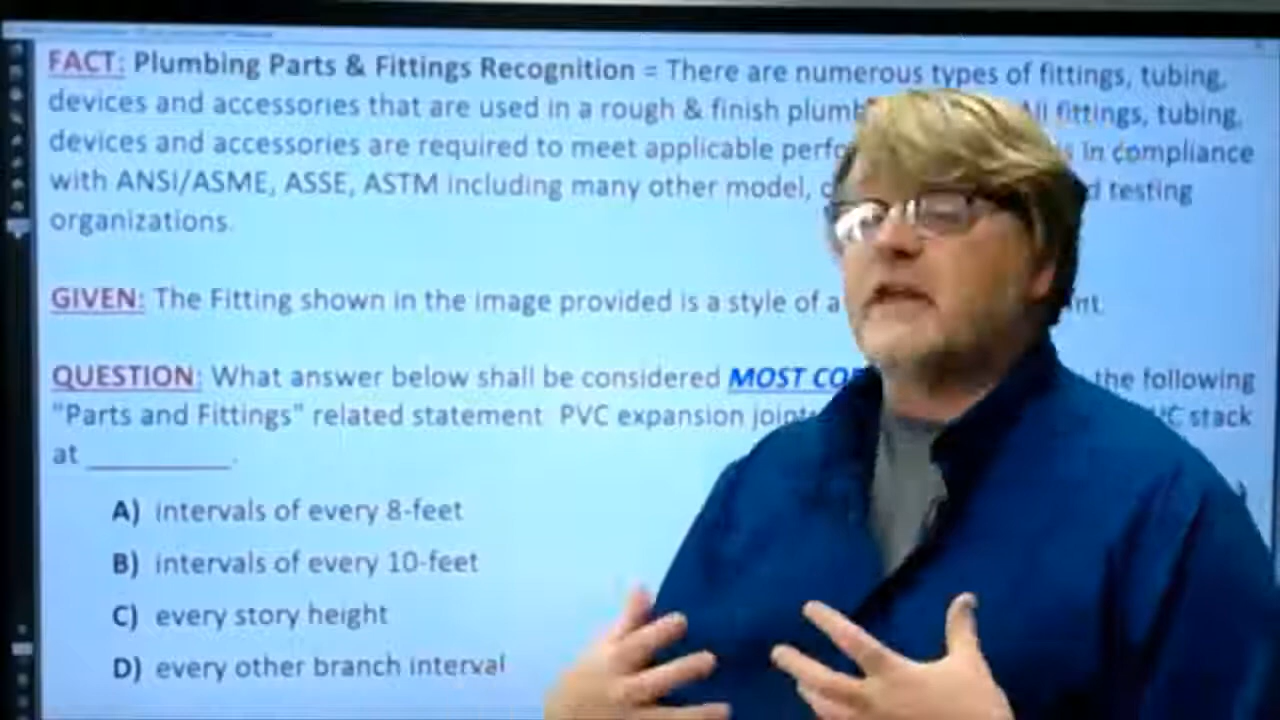 FACT: Plumbing Parts & Fittings Recognition = There are numerous types of fittings, tubing,
devices and accessories that are used in a rough & finish plumb All fittings, tubing,
devices and accessories are required to meet applicable perfo in compliance
with ANSI/ASME, ASSE, ASTM including many other model, testing
organizations.
GIVEN: The Fitting shown in the image provided is a style of a
QUESTION: What answer below shall be considered MOST CO the following
"Parts and Fittings" related statement PVC expansion joint stack
at __________.
A) intervals of every 8-feet
B) intervals of every 10-feet
C) every story height
D) every other branch interval